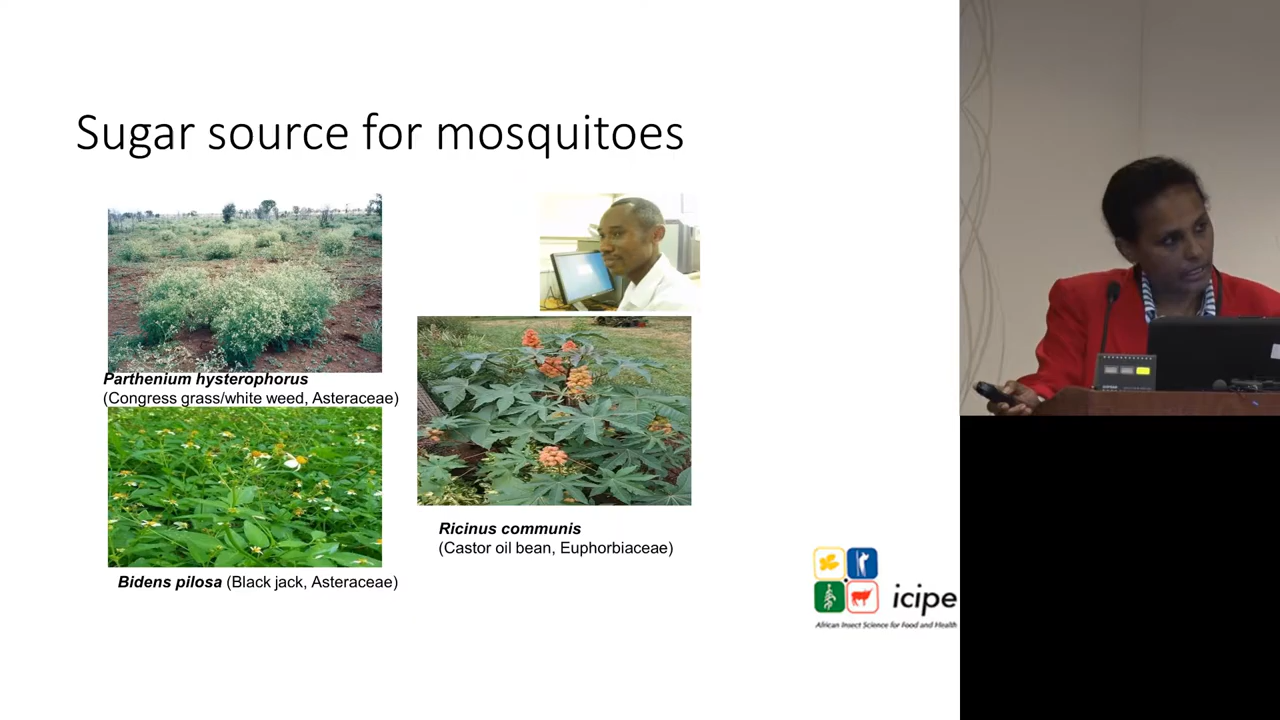 Sugar source for mosquitoes
Parthenium hysterophorus
(Congress grass/white weed, Asteraceae)
Bidens pilosa (Black jack, Asteraceae)
Ricinus communis
(Castor oil bean, Euphorbiaceae)
icipe
African Insect Science for Food and Health